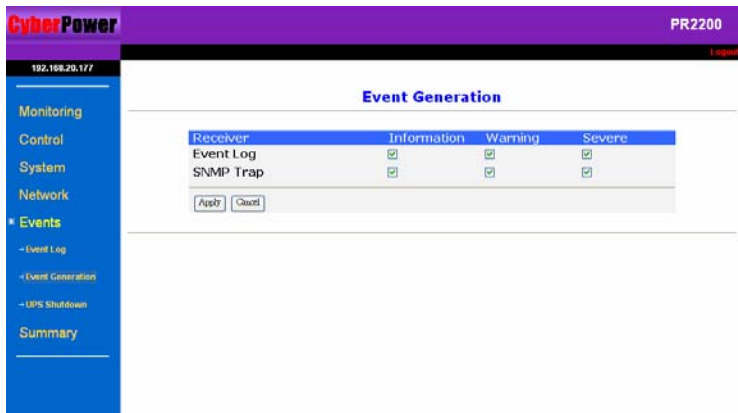 CyberPower
PR2200
Logout
192.168.20.177
Monitoring
Control
System
Network
Events
Event Log
Event Generation
UPS Shutdown
Summary
Event Generation
Receiver Information Warning Severe
Event Log
SNMP Trap
Apply Cancel